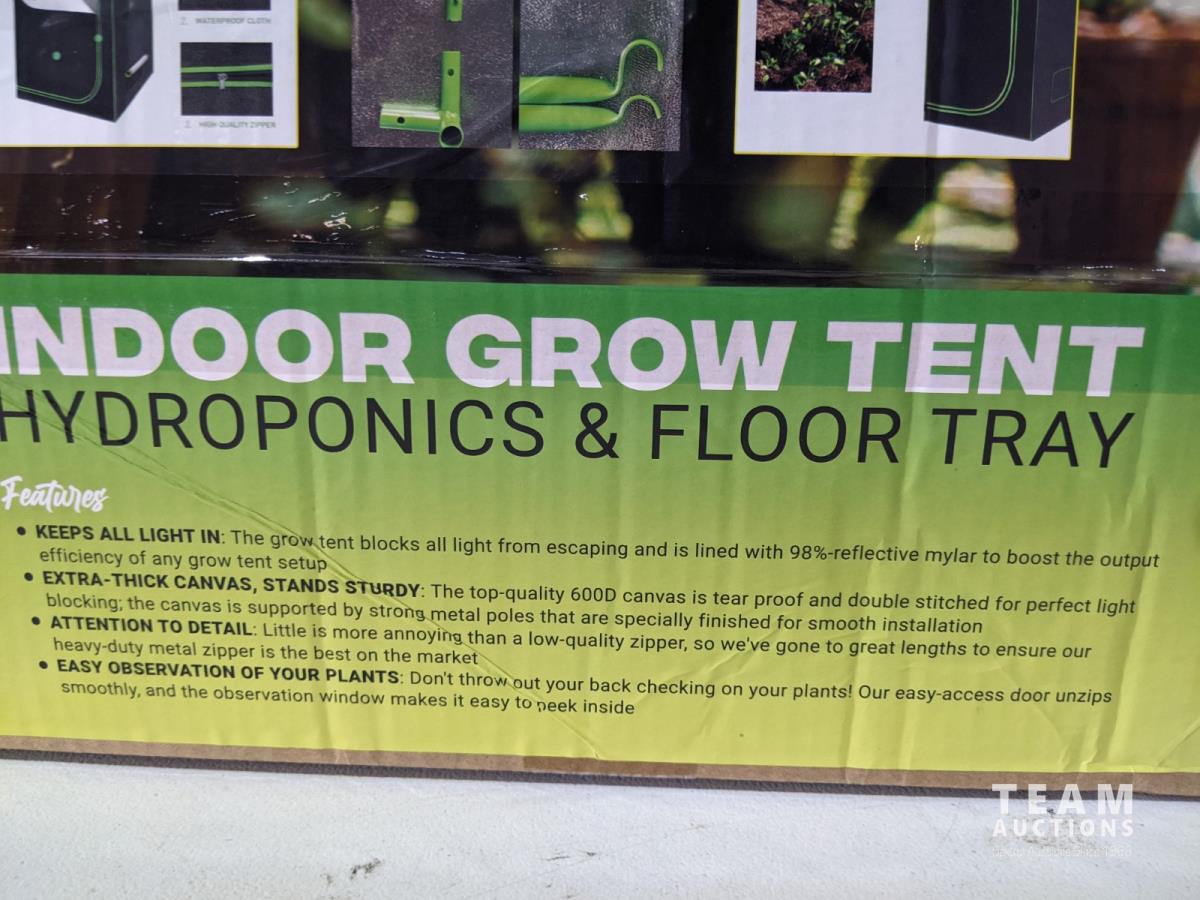 2. WATERPROOF CLOTH
3. HIGH-QUALITY ZIPPER
INDOOR GROW TENT
HYDROPONICS & FLOOR TRAY
Features
• KEEPS ALL LIGHT IN: The grow tent blocks all light from escaping and is lined with 98%-reflective mylar to boost the output
efficiency of any grow tent setup
• EXTRA-THICK CANVAS, STANDS STURDY: The top-quality 600D canvas is tear proof and double stitched for perfect light
blocking; the canvas is supported by strong metal poles that are specially finished for smooth installation
• ATTENTION TO DETAIL: Little is more annoying than a low-quality zipper, so we've gone to great lengths to ensure our
heavy-duty metal zipper is the best on the market
• EASY OBSERVATION OF YOUR PLANTS: Don't throw out your back checking on your plants! Our easy-access door unzips
smoothly, and the observation window makes it easy to peek inside
TEAM
AUCTIONS